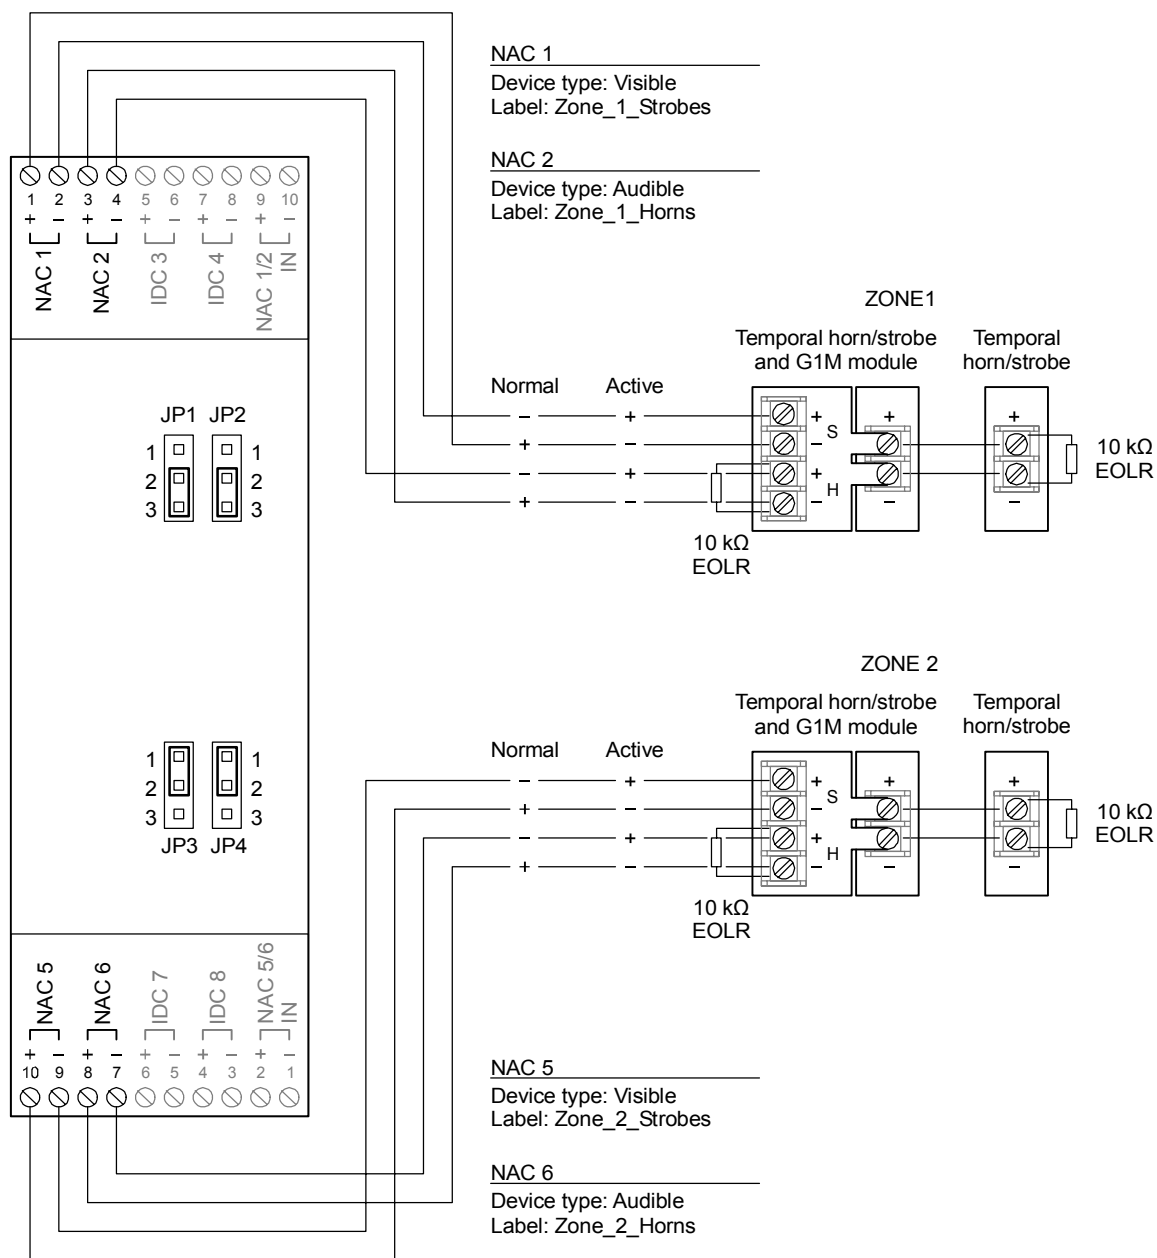 NAC 1
Device type: Visible
Label: Zone_1_Strobes
NAC 2
Device type: Audible
Label: Zone_1_Horns
1 2 3 4 5 6 7 8 9 10
+ − + − + − + − + −
NAC 1
NAC 2
IDC 3
IDC 4
NAC 1/2
IN
JP1 JP2
1 1
2 2
3 3
ZONE1
Temporal horn/strobe
and G1M module
Temporal
horn/strobe
Normal Active
− + + + +
+ − − S
− + + H
+ − − − −
10 kΩ
EOLR
10 kΩ
EOLR
1 1
2 2
3 3
JP3 JP4
ZONE 2
Temporal horn/strobe
and G1M module
Temporal
horn/strobe
Normal Active
− + + + +
+ − − S
− + + H
+ − − − −
10 kΩ
EOLR
10 kΩ
EOLR
NAC 5
NAC 6
IDC 7
IDC 8
NAC 5/6
IN
+ − + − + − + − + −
10 9 8 7 6 5 4 3 2 1
NAC 5
Device type: Visible
Label: Zone_2_Strobes
NAC 6
Device type: Audible
Label: Zone_2_Horns